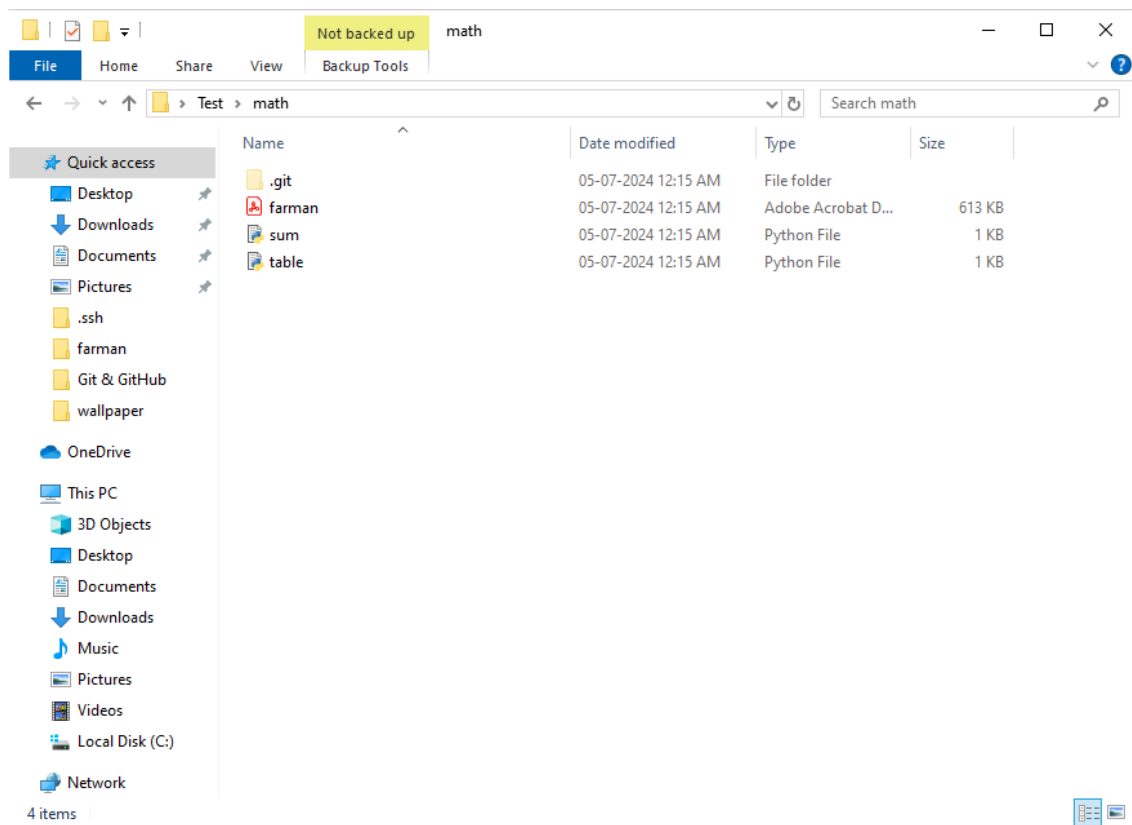 Not backed up math
File Home Share View Backup Tools
Test math Search math
Name Date modified Type Size
Quick access
Desktop
Downloads
Documents
Pictures
.ssh
farman
Git & GitHub
wallpaper
OneDrive
This PC
3D Objects
Desktop
Documents
Downloads
Music
Pictures
Videos
Local Disk (C:)
Network
.git 05-07-2024 12:15 AM File folder
farman 05-07-2024 12:15 AM Adobe Acrobat D... 613 KB
sum 05-07-2024 12:15 AM Python File 1 KB
table 05-07-2024 12:15 AM Python File 1 KB
4 items